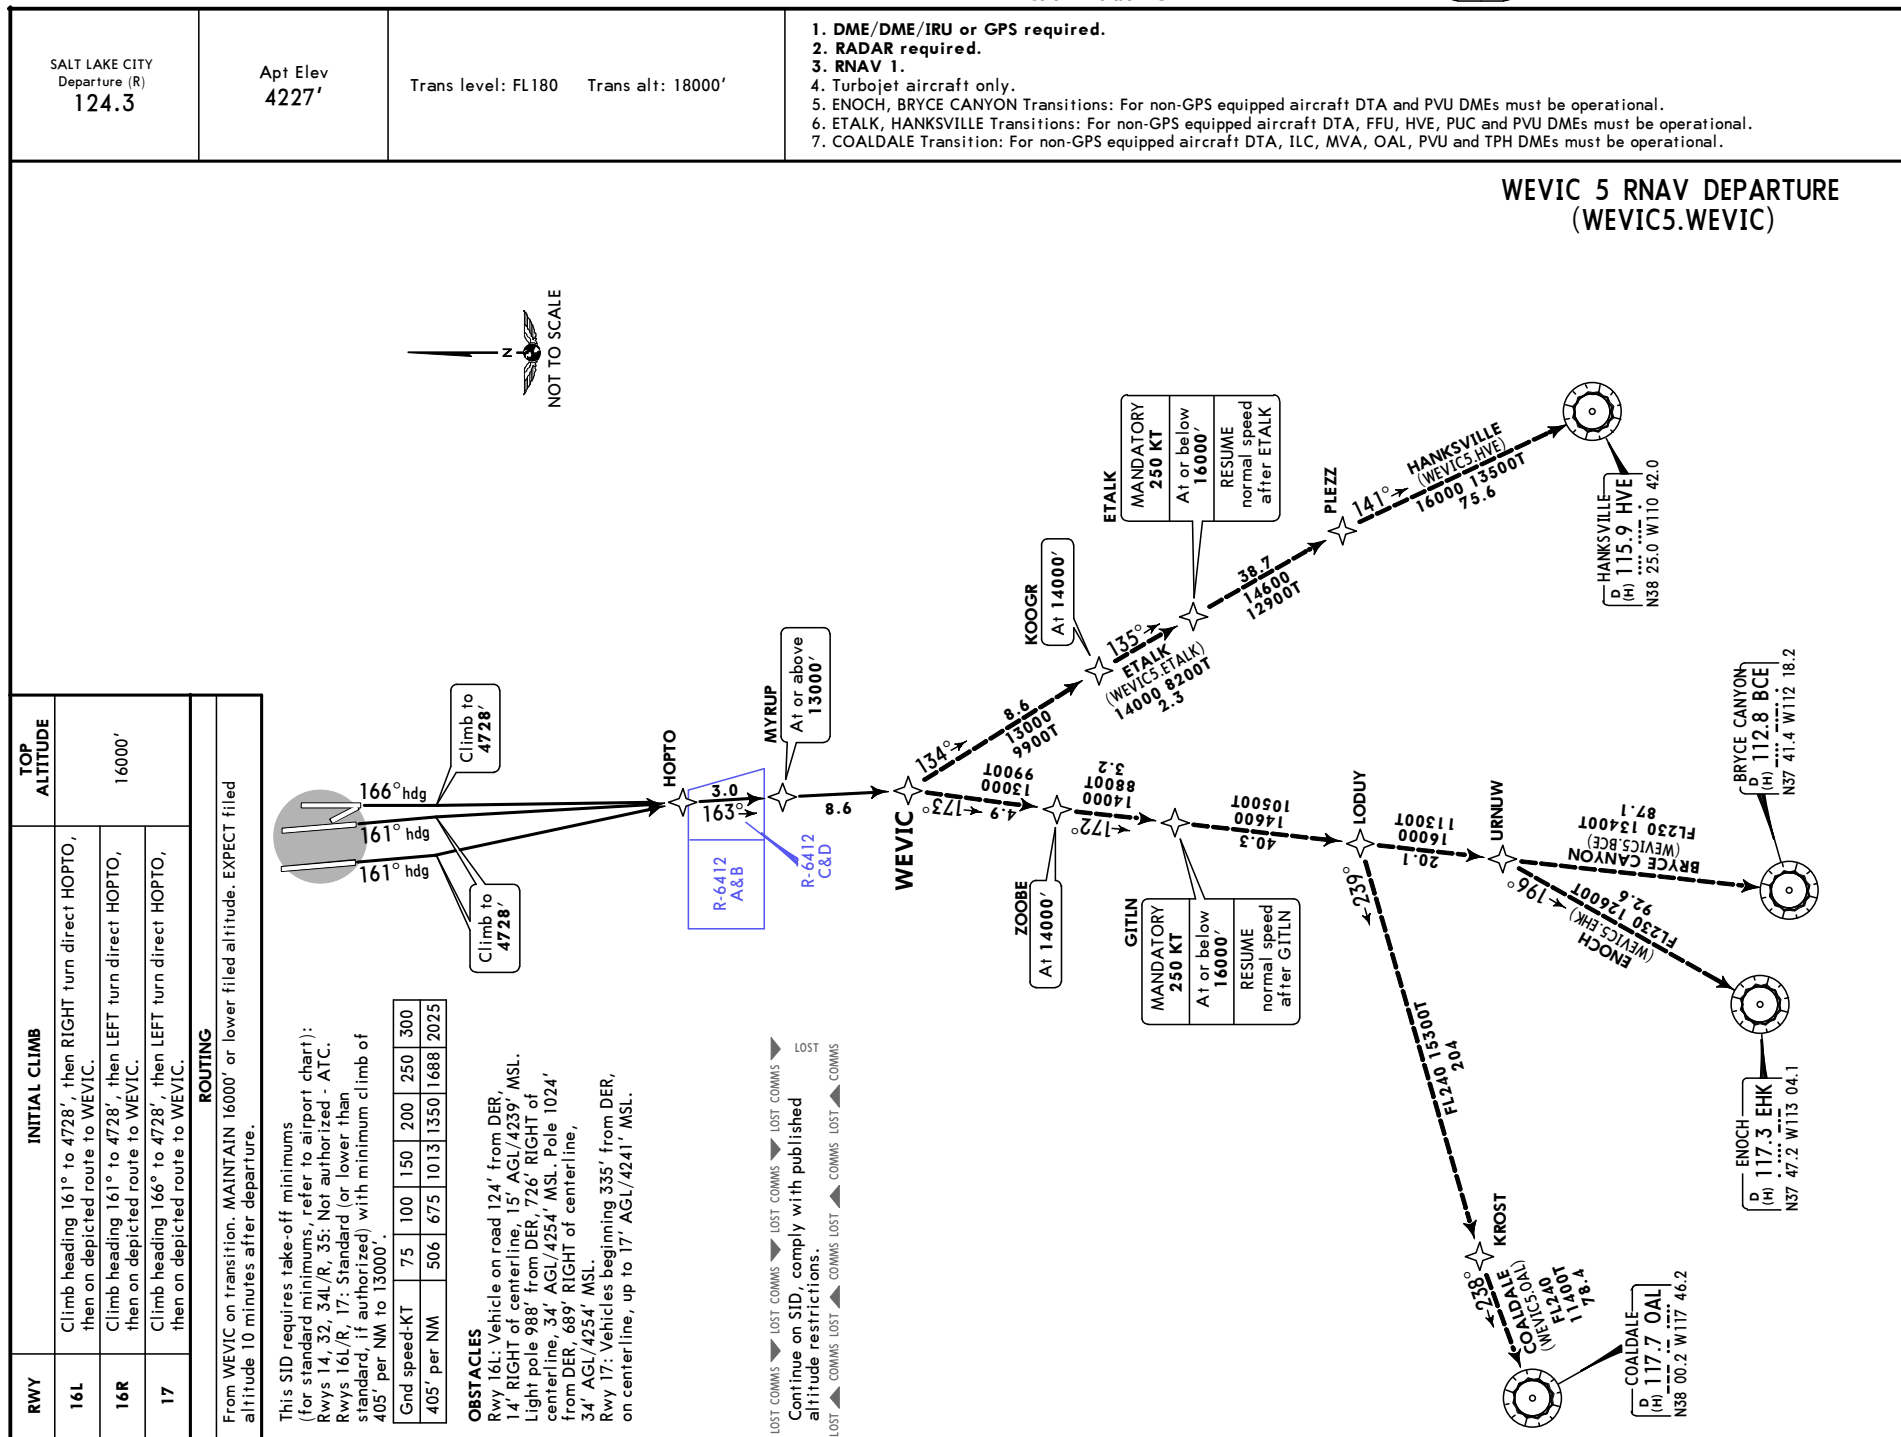 SALT LAKE CITY
Departure (R)
124.3
Apt Elev
4227'
Trans level: FL180 Trans alt: 18000'
1. DME/DME/IRU or GPS required.
2. RADAR required.
3. RNAV 1.
4. Turbojet aircraft only.
5. ENOCH, BRYCE CANYON Transitions: For non-GPS equipped aircraft DTA and PVU DMEs must be operational.
6. ETALK, HANKSVILLE Transitions: For non-GPS equipped aircraft DTA, FFU, HVE, PUC and PVU DMEs must be operational.
7. COALDALE Transition: For non-GPS equipped aircraft DTA, ILC, MVA, OAL, PVU and TPH DMEs must be operational.
WEVIC 5 RNAV DEPARTURE
(WEVIC5.WEVIC)
N
NOT TO SCALE
166° hdg
161° hdg
161° hdg
Climb to
4728'
Climb to
4728'
HOPTO
3.0
163°
R-6412
A&B
R-6412
C&D
MYRUP
At or above
13000'
8.6
WEVIC
134°
8.6
13000
9900T
KOOGR
At 14000'
135°
ETALK
(WEVIC5.ETALK)
14000 8200T
2.3
ETALK
MANDATORY
250 KT
At or below
16000'
RESUME
normal speed
after ETALK
38.7
14600
12900T
PLEZZ
141°
HANKSVILLE
(WEVIC5.HVE)
16000 13500T
75.6
HANKSVILLE
D
(H) 115.9 HVE
N38 25.0 W110 42.0
173°
4.9
13000
9900T
ZOOBE
At 14000'
172°
3.2
8800T
14000
GITLN
MANDATORY
250 KT
At or below
16000'
RESUME
normal speed
after GITLN
40.3
14600
10500T
LODUY
20.1
16000
11300T
URNUW
BRYCE CANYON
(WEVIC5.BCE)
FL230 13400T
87.1
BRYCE CANYON
D
(H) 112.8 BCE
N37 41.4 W112 18.2
196°
ENOCH
(WEVIC5.EHK)
FL230 12600T
92.6
ENOCH
D
(H) 117.3 EHK
N37 47.2 W113 04.1
239°
FL240 15300T
204
KROST
238°
COALDALE
(WEVIC5.OAL)
FL240
11400T
78.4
COALDALE
D
(H) 117.7 OAL
N38 00.2 W117 46.2
RWY INITIAL CLIMB TOP ALTITUDE
16L Climb heading 161° to 4728', then RIGHT turn direct HOPTO,
then on depicted route to WEVIC.
16R Climb heading 161° to 4728', then LEFT turn direct HOPTO,
then on depicted route to WEVIC.
17 Climb heading 166° to 4728', then LEFT turn direct HOPTO,
then on depicted route to WEVIC.
16000'
ROUTING
From WEVIC on transition. MAINTAIN 16000' or lower filed altitude. EXPECT filed
altitude 10 minutes after departure.
This SID requires take-off minimums
(for standard minimums, refer to airport chart):
Rwys 14, 32, 34L/R, 35: Not authorized - ATC.
Rwys 16L/R, 17: Standard (or lower than
standard, if authorized) with minimum climb of
405' per NM to 13000'.
Gnd speed-KT 75 100 150 200 250 300
405' per NM 506 675 1013 1350 1688 2025
OBSTACLES
Rwy 16L: Vehicle on road 124' from DER,
14' RIGHT of centerline, 15' AGL/4239' MSL.
Light pole 988' from DER, 726' RIGHT of
centerline, 34' AGL/4254' MSL. Pole 1024'
from DER, 689' RIGHT of centerline,
34' AGL/4254' MSL.
Rwy 17: Vehicles beginning 335' from DER,
on centerline, up to 17' AGL/4241' MSL.
LOST COMMS LOST COMMS LOST COMMS LOST COMMS LOST
Continue on SID, comply with published
altitude restrictions.
LOST COMMS LOST COMMS LOST COMMS LOST COMMS